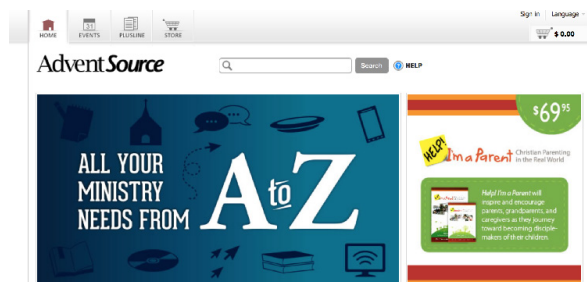 Sign in Language
31
HOME EVENTS PLUSLINE STORE
$ 0.00
AdventSource
Search ? HELP
ALL YOUR
MINISTRY
NEEDS FROM
A to Z
$69.95
HELP!
I'm a Parent
Christian Parenting
in the Real World
Help! I'm a Parent will
inspire and encourage
parents, grandparents, and
caregivers as they journey
toward becoming disciple-
makers of their children.